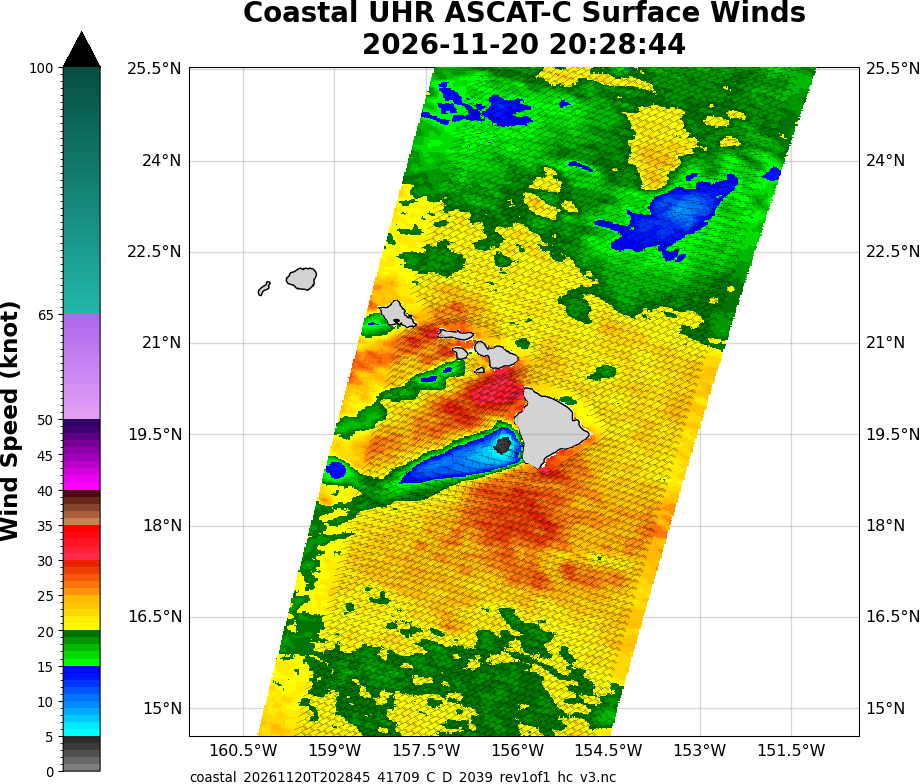 Coastal UHR ASCAT-C Surface Winds
2026-11-20 20:28:44
Wind Speed (knot)
100
65
50
45
40
35
30
25
20
15
10
5
0
25.5°N
24°N
22.5°N
21°N
19.5°N
18°N
16.5°N
15°N
25.5°N
24°N
22.5°N
21°N
19.5°N
18°N
16.5°N
15°N
160.5°W 159°W 157.5°W 156°W 154.5°W 153°W 151.5°W
coastal_20261120T202845_41709_C_D_2039_rev1of1_hc_v3.nc